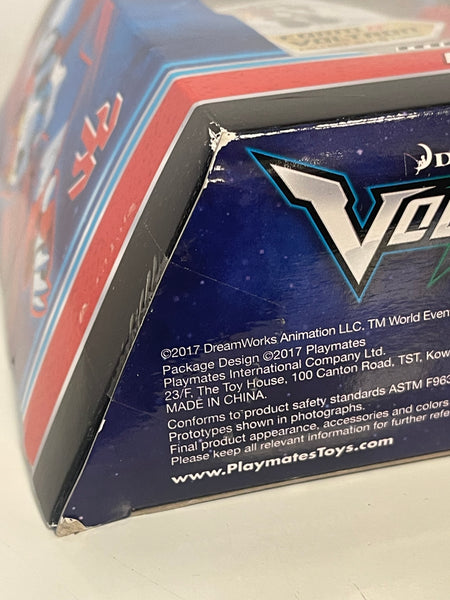 ©2017 DreamWorks Animation LLC. TM World Even
Package Design ©2017 Playmates
Playmates International Company Ltd.
23/F, The Toy House, 100 Canton Road, TST, Kow
MADE IN CHINA.
Conforms to product safety standards ASTM F963
Prototypes shown in photographs.
Final product appearance, accessories and colors
Please keep all relevant information for further refe
www.PlaymatesToys.com